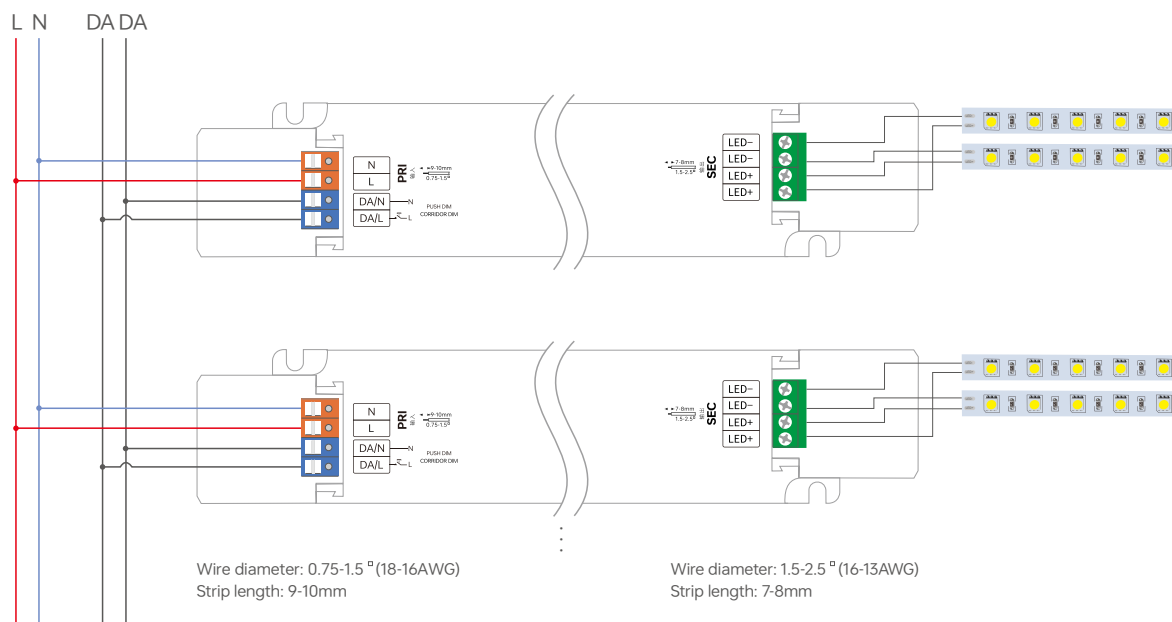 L N DA DA
N
L
DA/N
DA/L
PRI
9-10mm
0.75-1.5
N
L
PUSH DIM
CORRIDOR DIM
7-8mm
1.5-2.5
SEC
LED-
LED-
LED+
LED+
N
L
DA/N
DA/L
PRI
9-10mm
0.75-1.5
N
L
PUSH DIM
CORRIDOR DIM
7-8mm
1.5-2.5
SEC
LED-
LED-
LED+
LED+
Wire diameter: 0.75-1.5 ▫ (18-16AWG)
Strip length: 9-10mm
Wire diameter: 1.5-2.5 ▫ (16-13AWG)
Strip length: 7-8mm